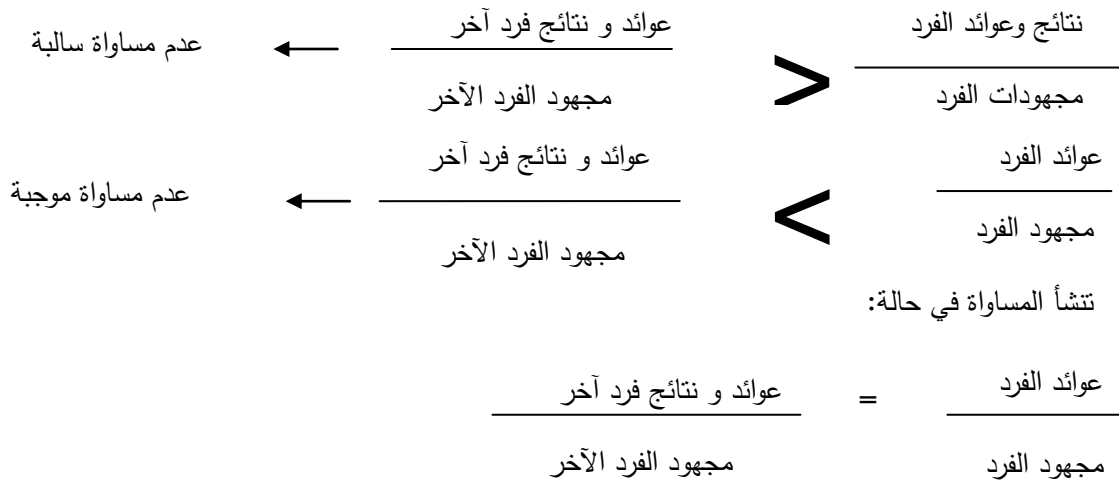 نتائج وعوائد الفرد > عوائد و نتائج فرد آخر ← عدم مساواة سالبة
مجهودات الفرد مجهود الفرد الآخر
عوائد الفرد < عوائد و نتائج فرد آخر ← عدم مساواة موجبة
مجهود الفرد مجهود الفرد الآخر
تنشأ المساواة في حالة:
عوائد الفرد = عوائد و نتائج فرد آخر
مجهود الفرد مجهود الفرد الآخر